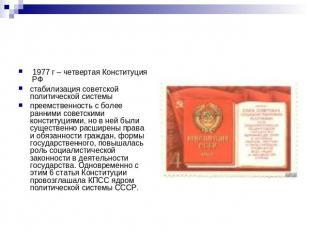 1977 г – четвертая Конституция
РФ
стабилизация советской
политической системы
преемственность с более
ранними советскими
конституциями, но в ней были
существенно расширены права
и обязанности граждан, формы
государственного, повышалась
роль социалистической
законности в деятельности
государства. Одновременно с
этим 6 статья Конституции
провозглашала КПСС ядром
политической системы СССР.
КОНСТИТУЦИЯ
СССР
4